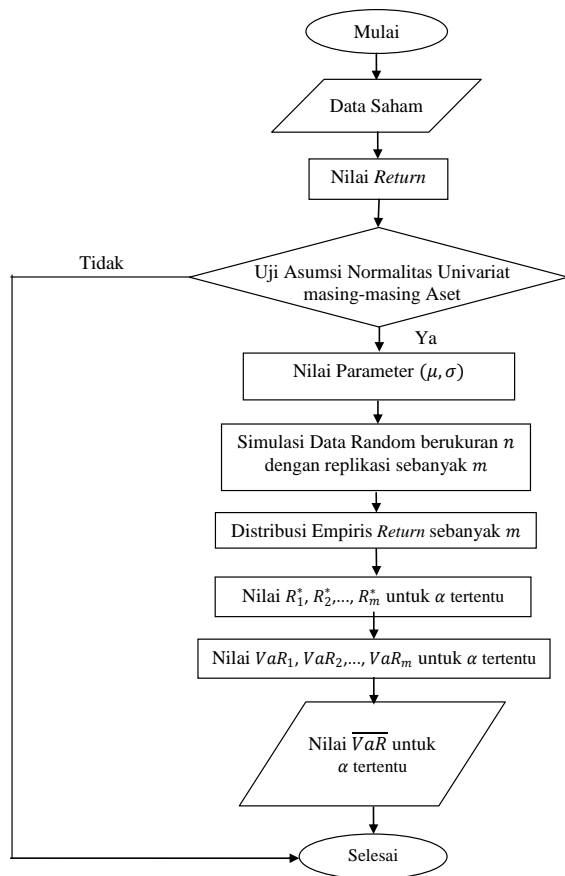 Mulai
Data Saham
Nilai Return
Tidak
Uji Asumsi Normalitas Univariat
masing-masing Aset
Ya
Nilai Parameter (μ, σ)
Simulasi Data Random berukuran n
dengan replikasi sebanyak m
Distribusi Empiris Return sebanyak m
Nilai R₁*, R₂*,..., Rₘ* untuk α tertentu
Nilai VaR₁, VaR₂,..., VaRₘ untuk α tertentu
Nilai V̅a̅R̅ untuk
α tertentu
Selesai